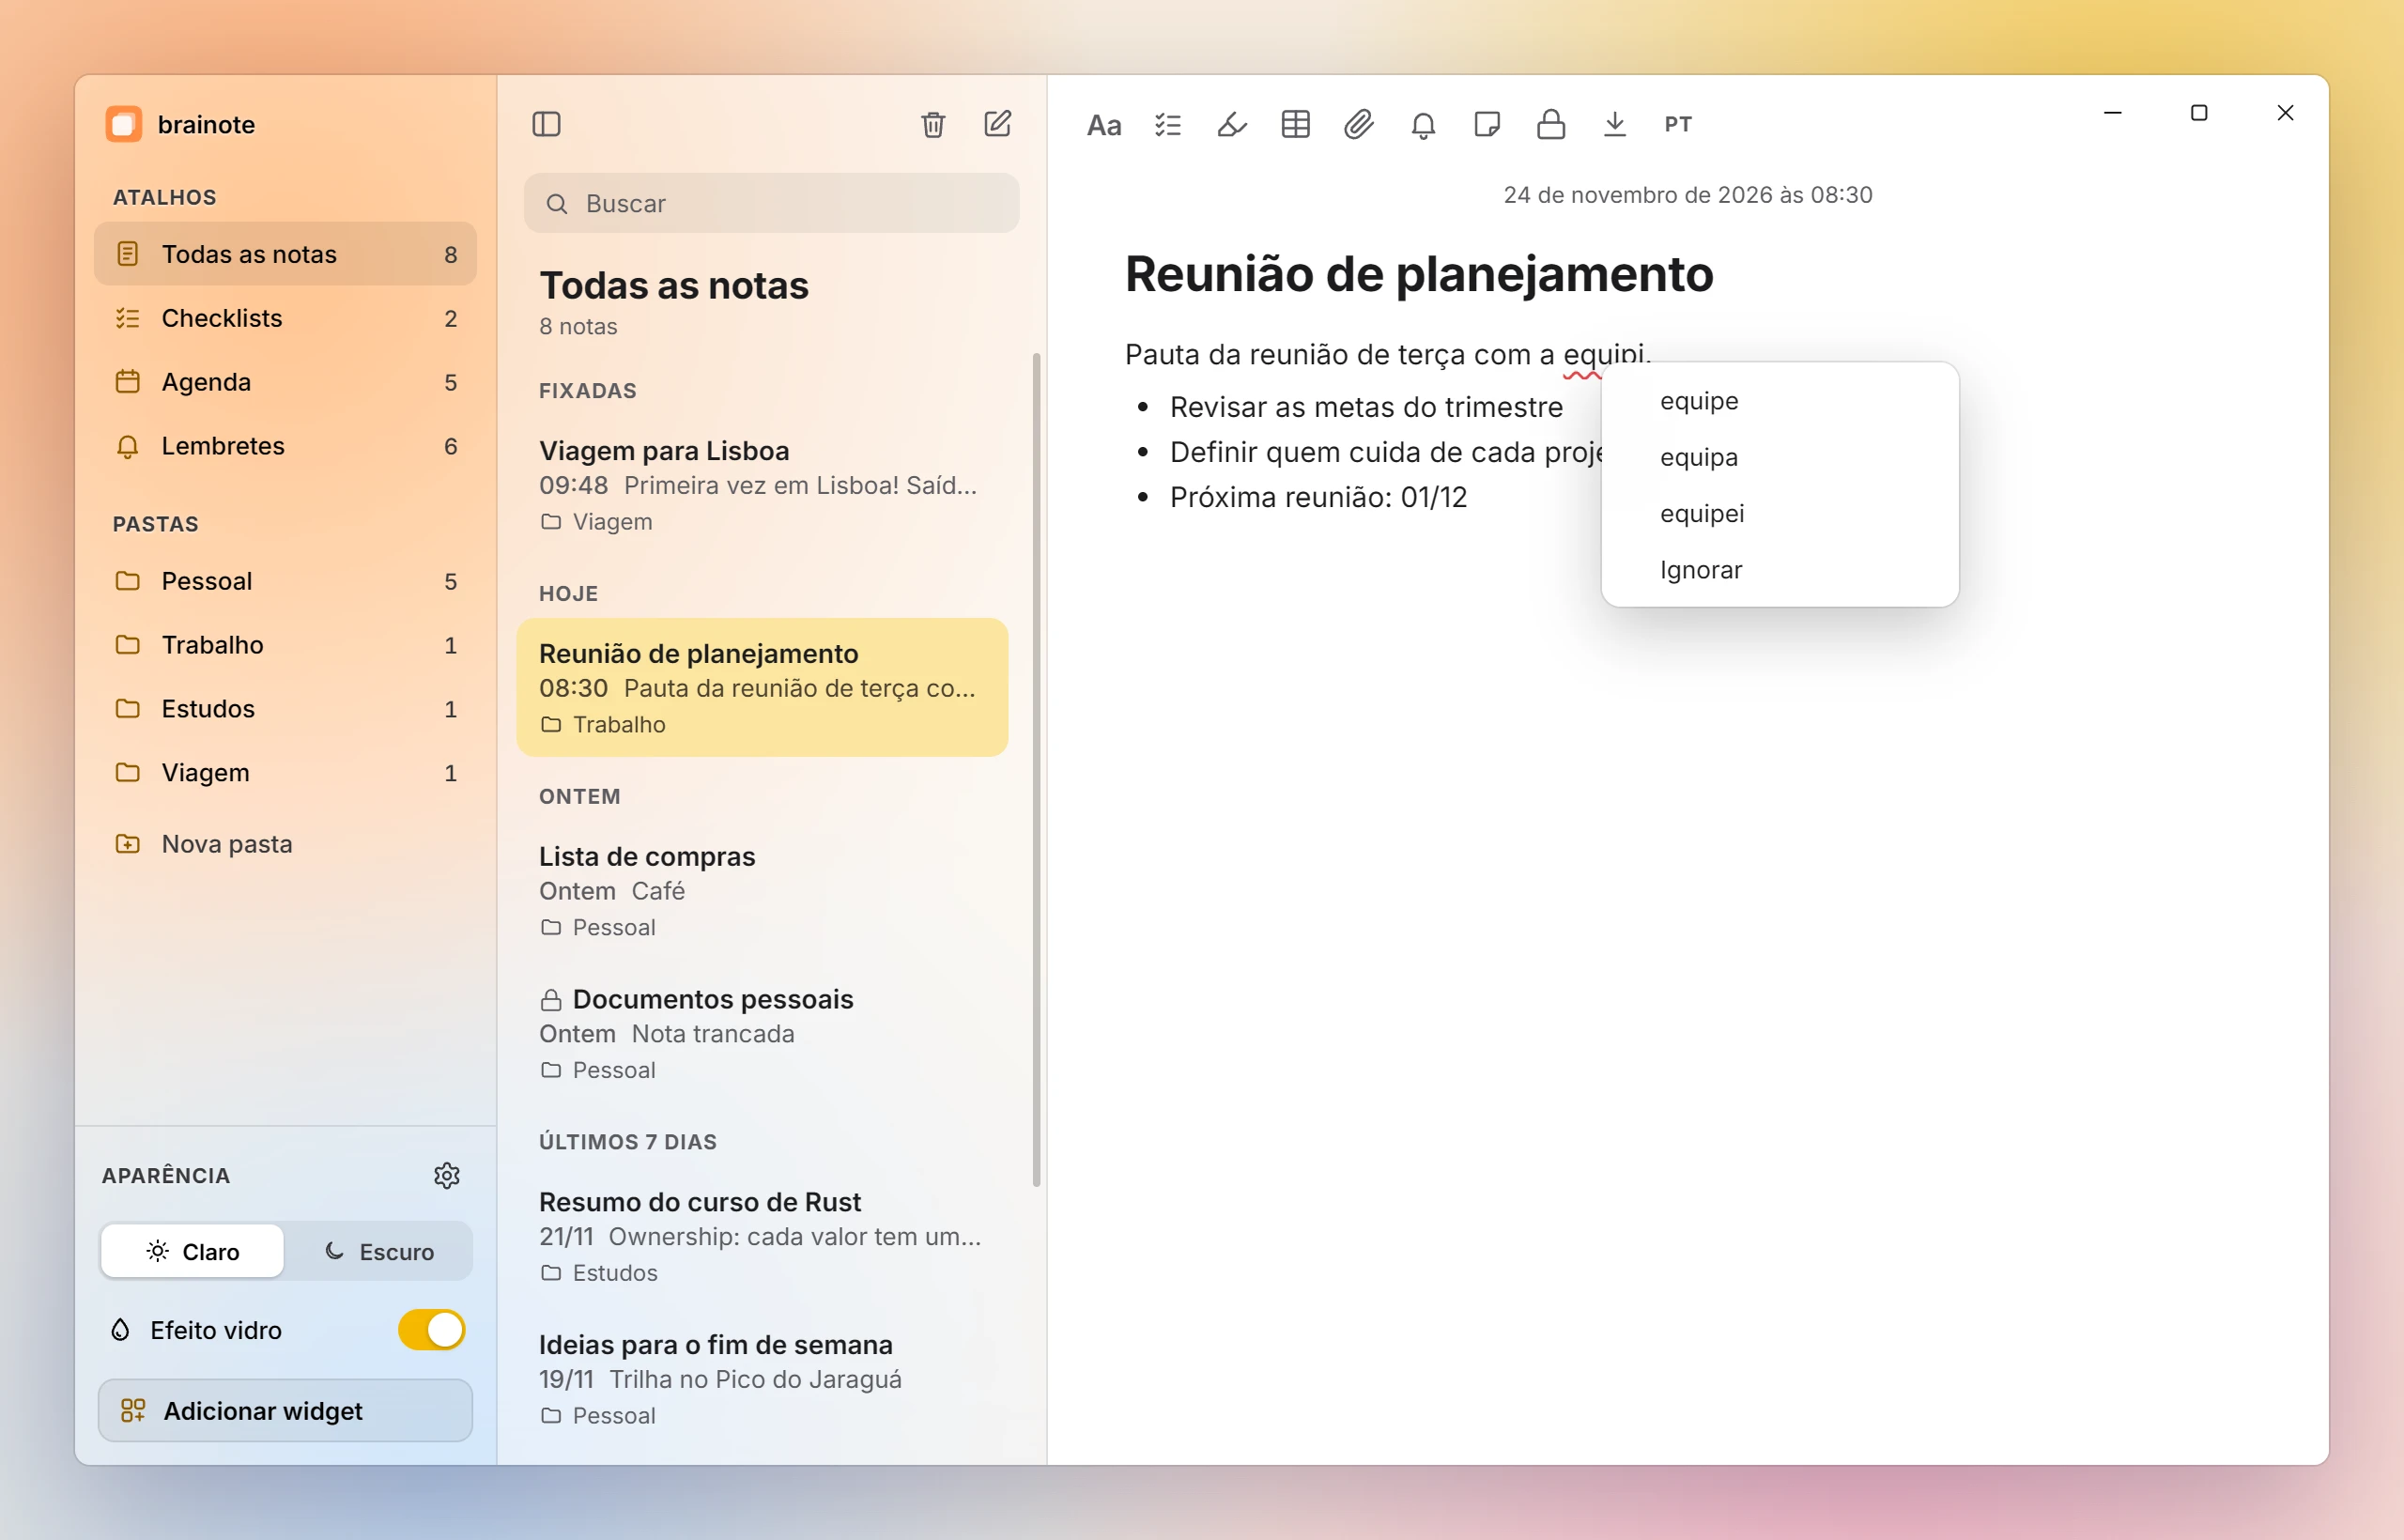 brainote
ATALHOS
Todas as notas 8
Checklists 2
Agenda 5
Lembretes 6
PASTAS
Pessoal 5
Trabalho 1
Estudos 1
Viagem 1
Nova pasta
APARÊNCIA
Claro Escuro
Efeito vidro
Adicionar widget
Buscar
Todas as notas
8 notas
FIXADAS
Viagem para Lisboa
09:48 Primeira vez em Lisboa! Saíd...
Viagem
HOJE
Reunião de planejamento
08:30 Pauta da reunião de terça co...
Trabalho
ONTEM
Lista de compras
Ontem Café
Pessoal
Documentos pessoais
Ontem Nota trancada
Pessoal
ÚLTIMOS 7 DIAS
Resumo do curso de Rust
21/11 Ownership: cada valor tem um...
Estudos
Ideias para o fim de semana
19/11 Trilha no Pico do Jaraguá
Pessoal
Aa PT
24 de novembro de 2026 às 08:30
Reunião de planejamento
Pauta da reunião de terça com a equipi.
Revisar as metas do trimestre
Definir quem cuida de cada proje
Próxima reunião: 01/12
equipe
equipa
equipei
Ignorar